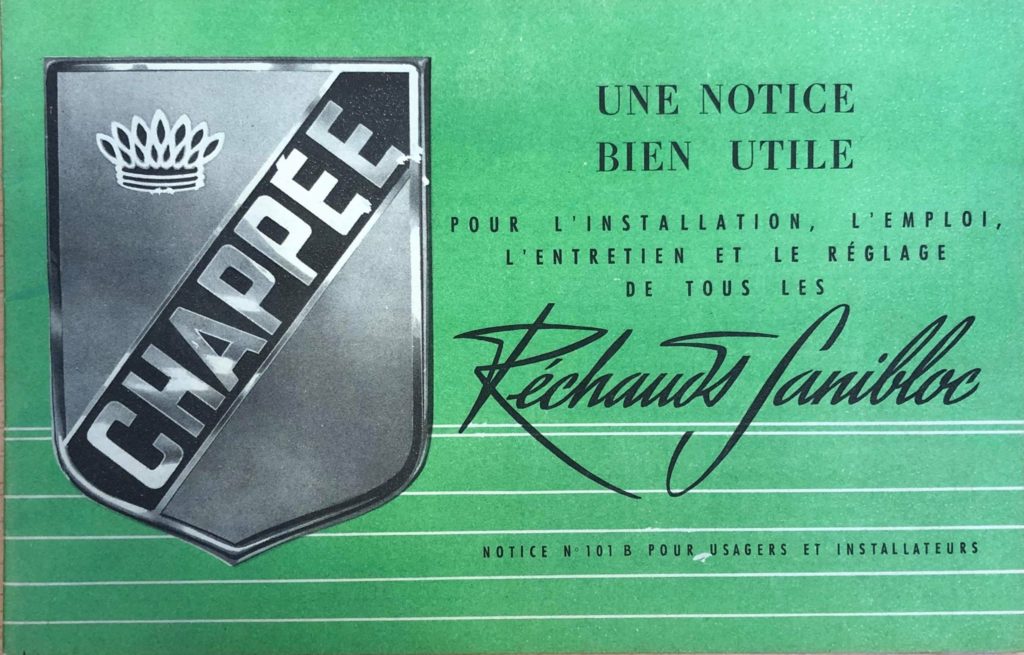 CHAPPÉE
UNE NOTICE
BIEN UTILE
POUR L'INSTALLATION, L'EMPLOI,
L'ENTRETIEN ET LE RÉGLAGE
DE TOUS LES
Réchauds Sanibloc
NOTICE N° 101 B POUR USAGERS ET INSTALLATEURS